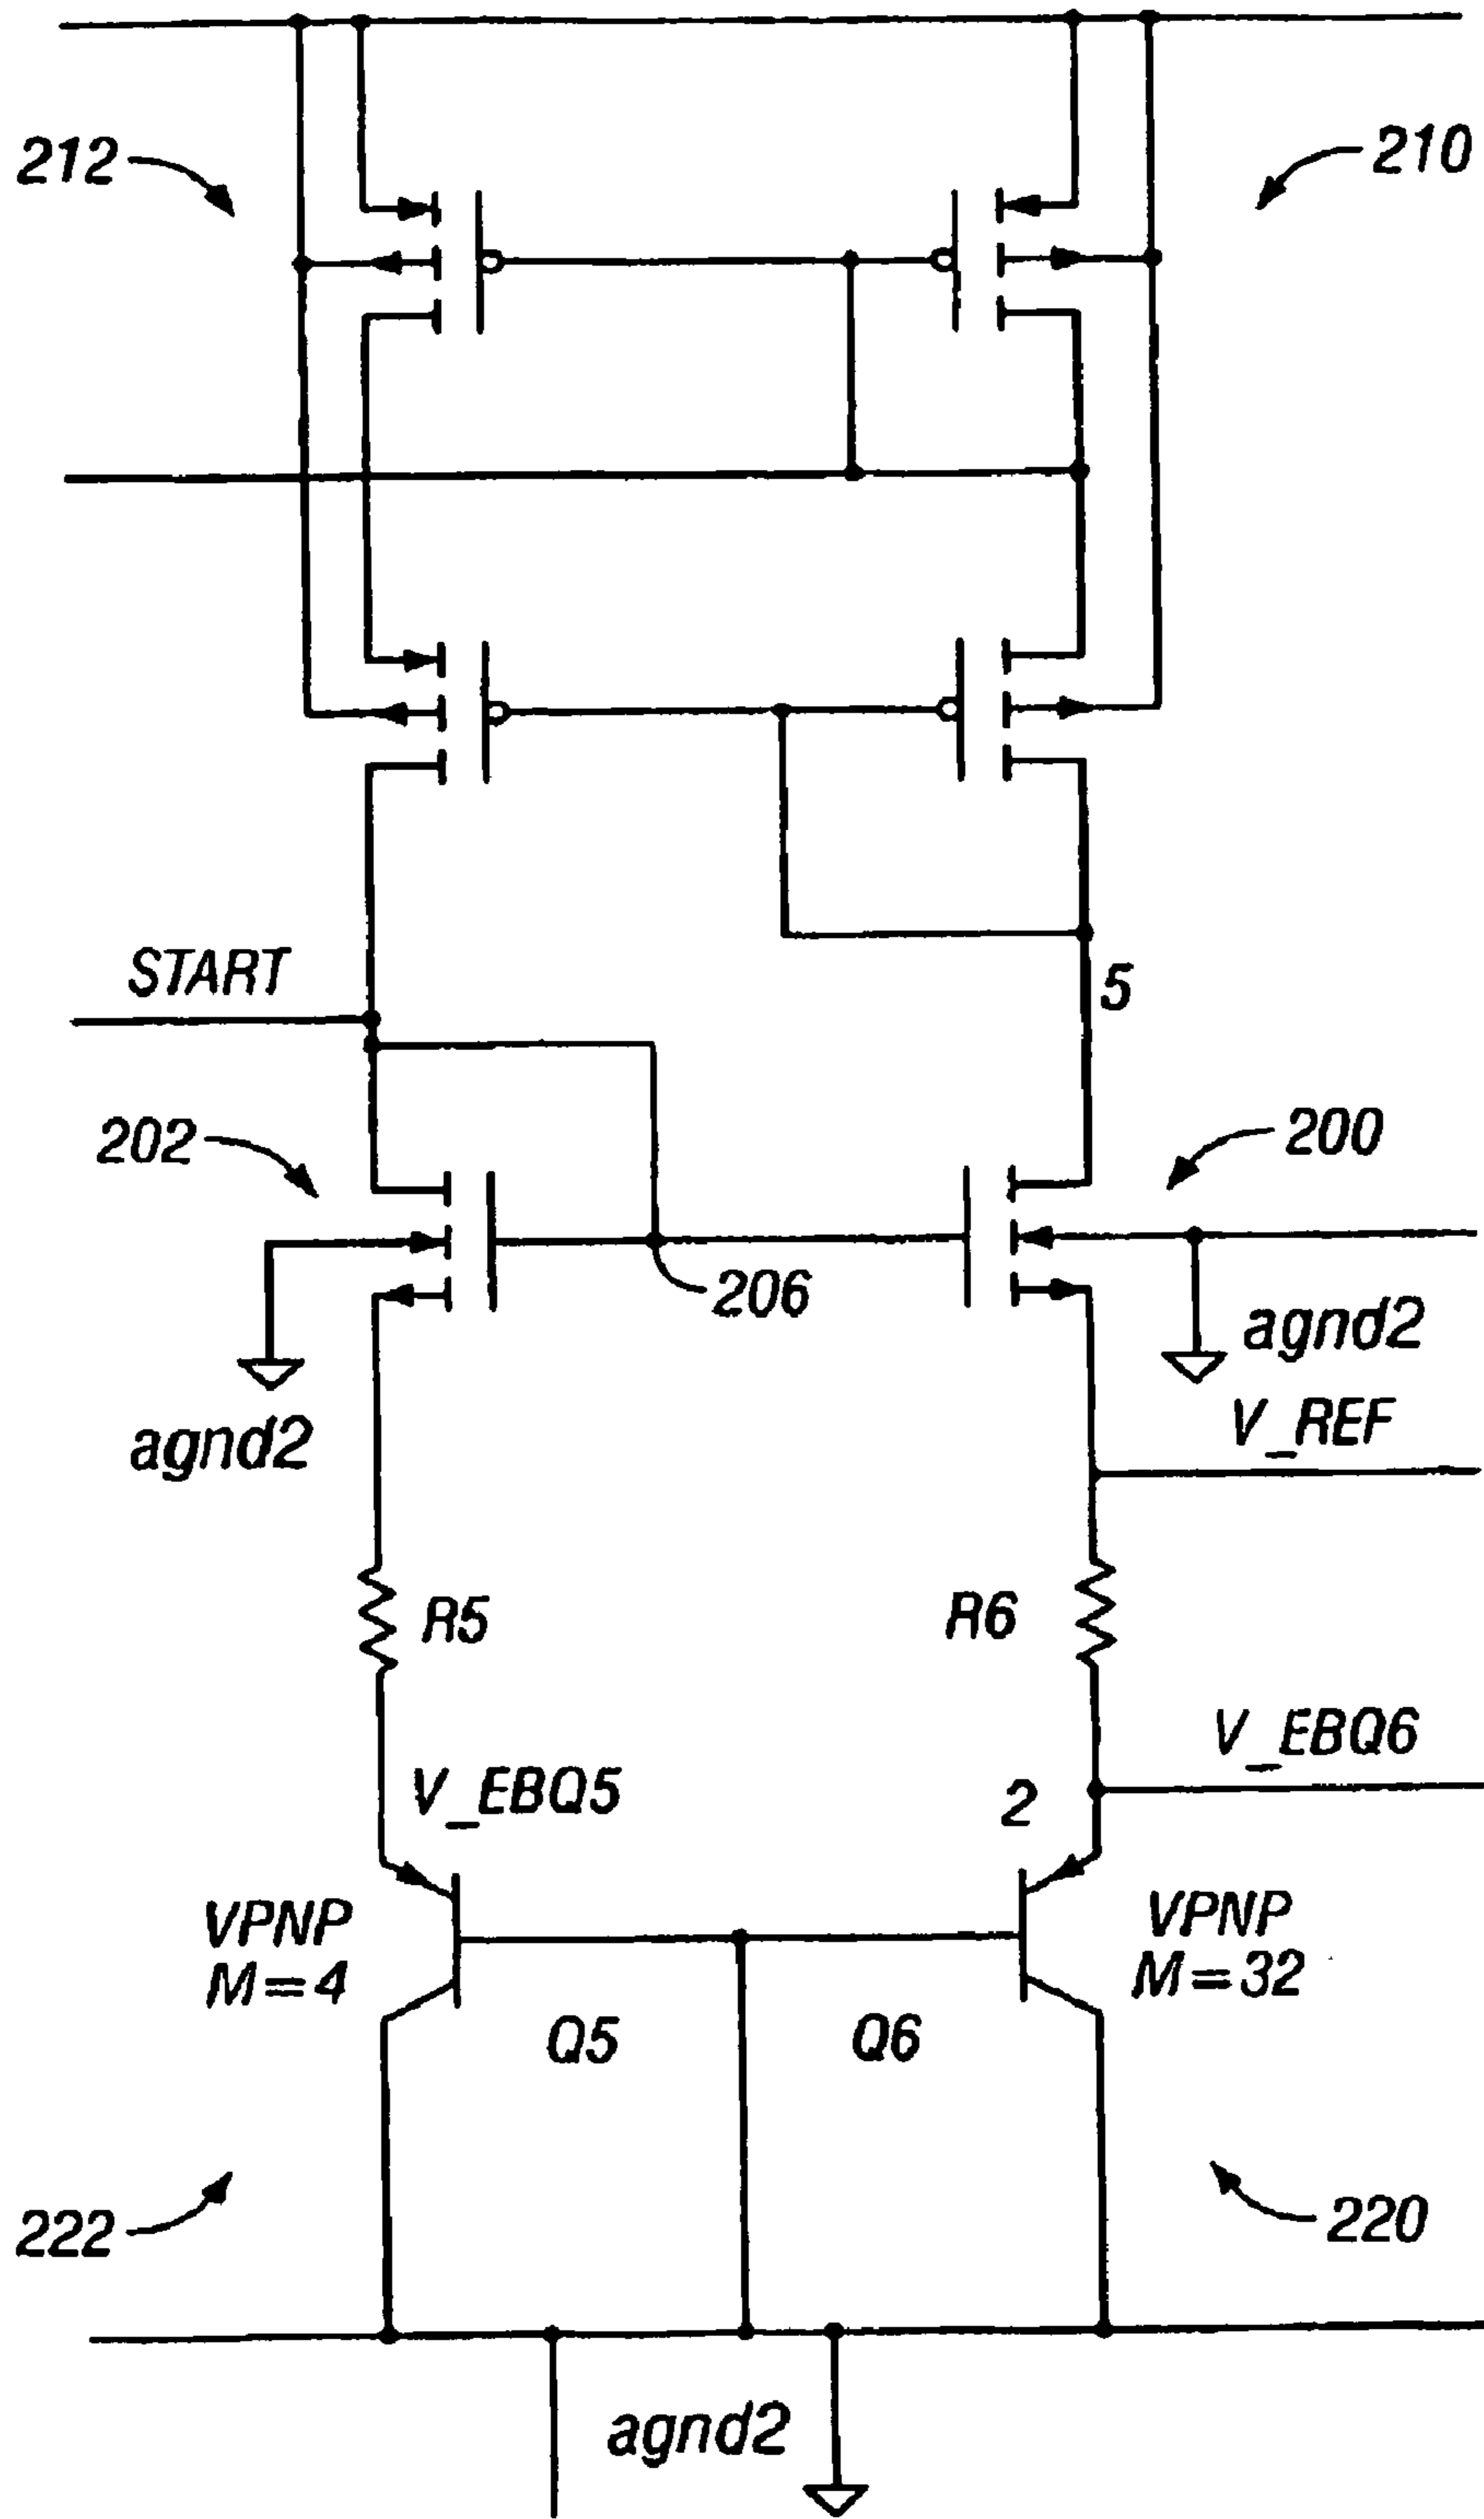 212
210
START
5
202
200
206
agnd2
agnd2
V_REF
R5
R6
V_EBQ6
V_EBQ5
2
VPNP
M=4
VPNP
M=32
Q5
Q6
222
220
agnd2